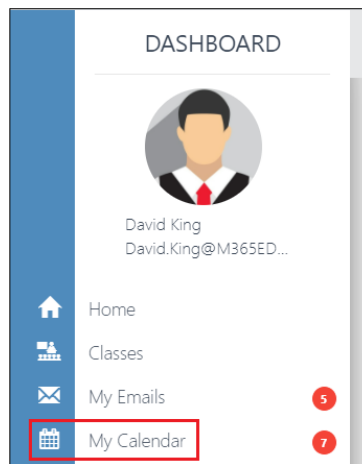 DASHBOARD
David King
David.King@M365ED...
Home
Classes
My Emails 5
My Calendar 7